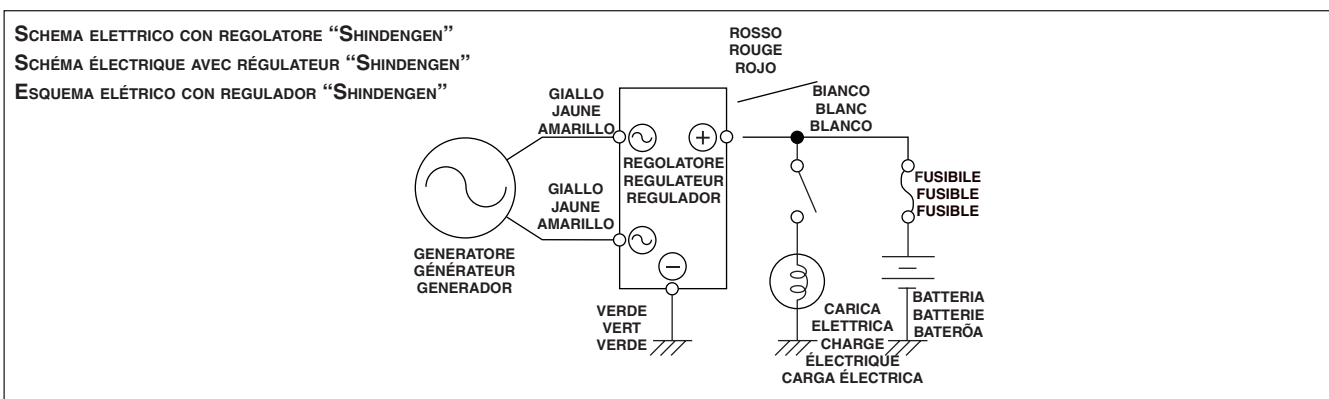 SCHEMA ELETTRICO CON REGOLATORE “SHINDENGEN”
SCHÉMA ÉLECTRIQUE AVEC RÉGULATEUR “SHINDENGEN”
ESQUEMA ELÉTRICO CON REGULADOR “SHINDENGEN”
ROSSO
ROUGE
ROJO
GIALLO
JAUNE
AMARILLO
BIANCO
BLANC
BLANCO
REGOLATORE
REGULATEUR
REGULADOR
FUSIBILE
FUSIBLE
FUSIBLE
GIALLO
JAUNE
AMARILLO
GENERATORE
GÉNÉRATEUR
GENERADOR
VERDE
VERT
VERDE
CARICA
ELETTRICA
CHARGE
ÉLECTRIQUE
CARGA ÉLECTRICA
BATTERIA
BATTERIE
BATERÕA